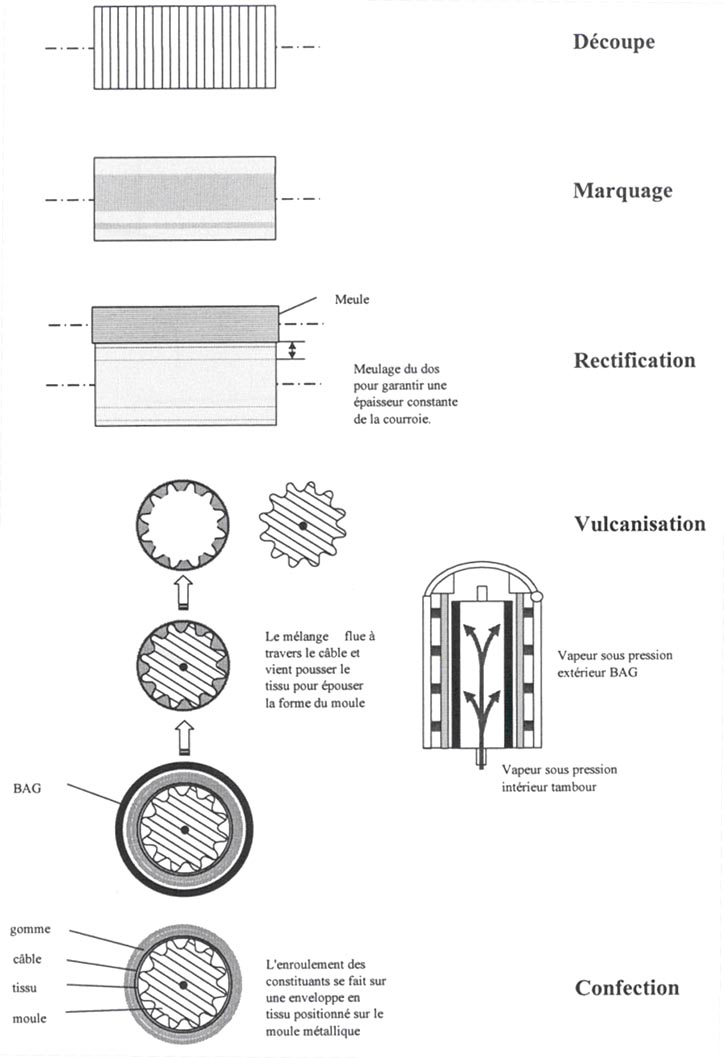 Découpe
Marquage
Meule
Rectification
Meulage du dos
pour garantir une
épaisseur constante
de la courroie.
Vulcanisation
Le mélange flue à
travers le câble et
vient pousser le
tissu pour épouser
la forme du moule
Vapeur sous pression
extérieur BAG
Vapeur sous pression
intérieur tambour
BAG
gomme
câble
tissu
moule
L'enroulement des
constituants se fait sur
une enveloppe en
tissu positionné sur le
moule métallique
Confection